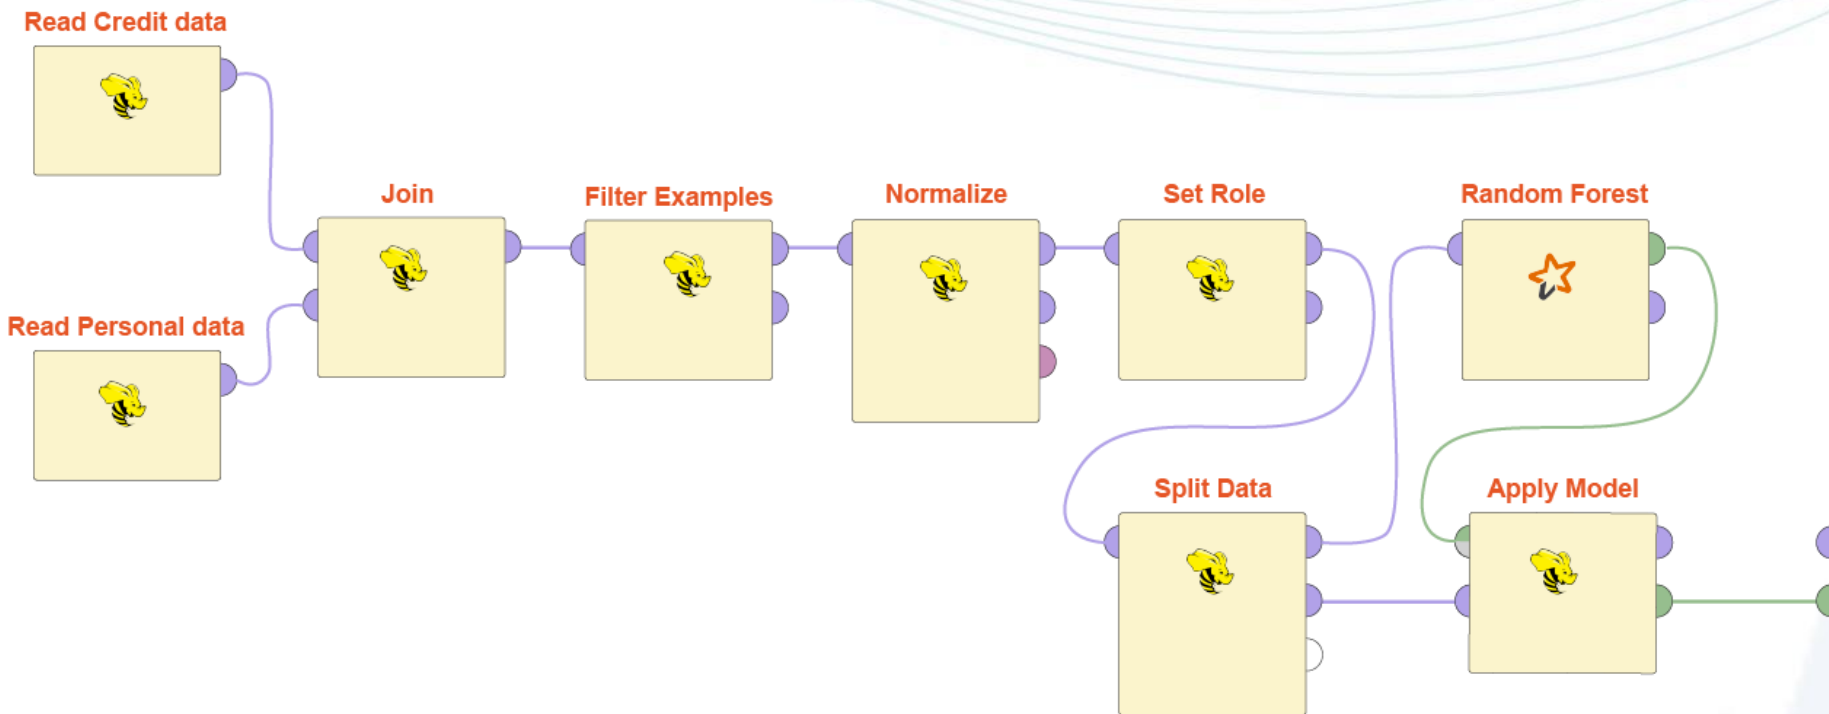 Read Credit data
Join
Filter Examples
Normalize
Set Role
Random Forest
Read Personal data
Split Data
Apply Model